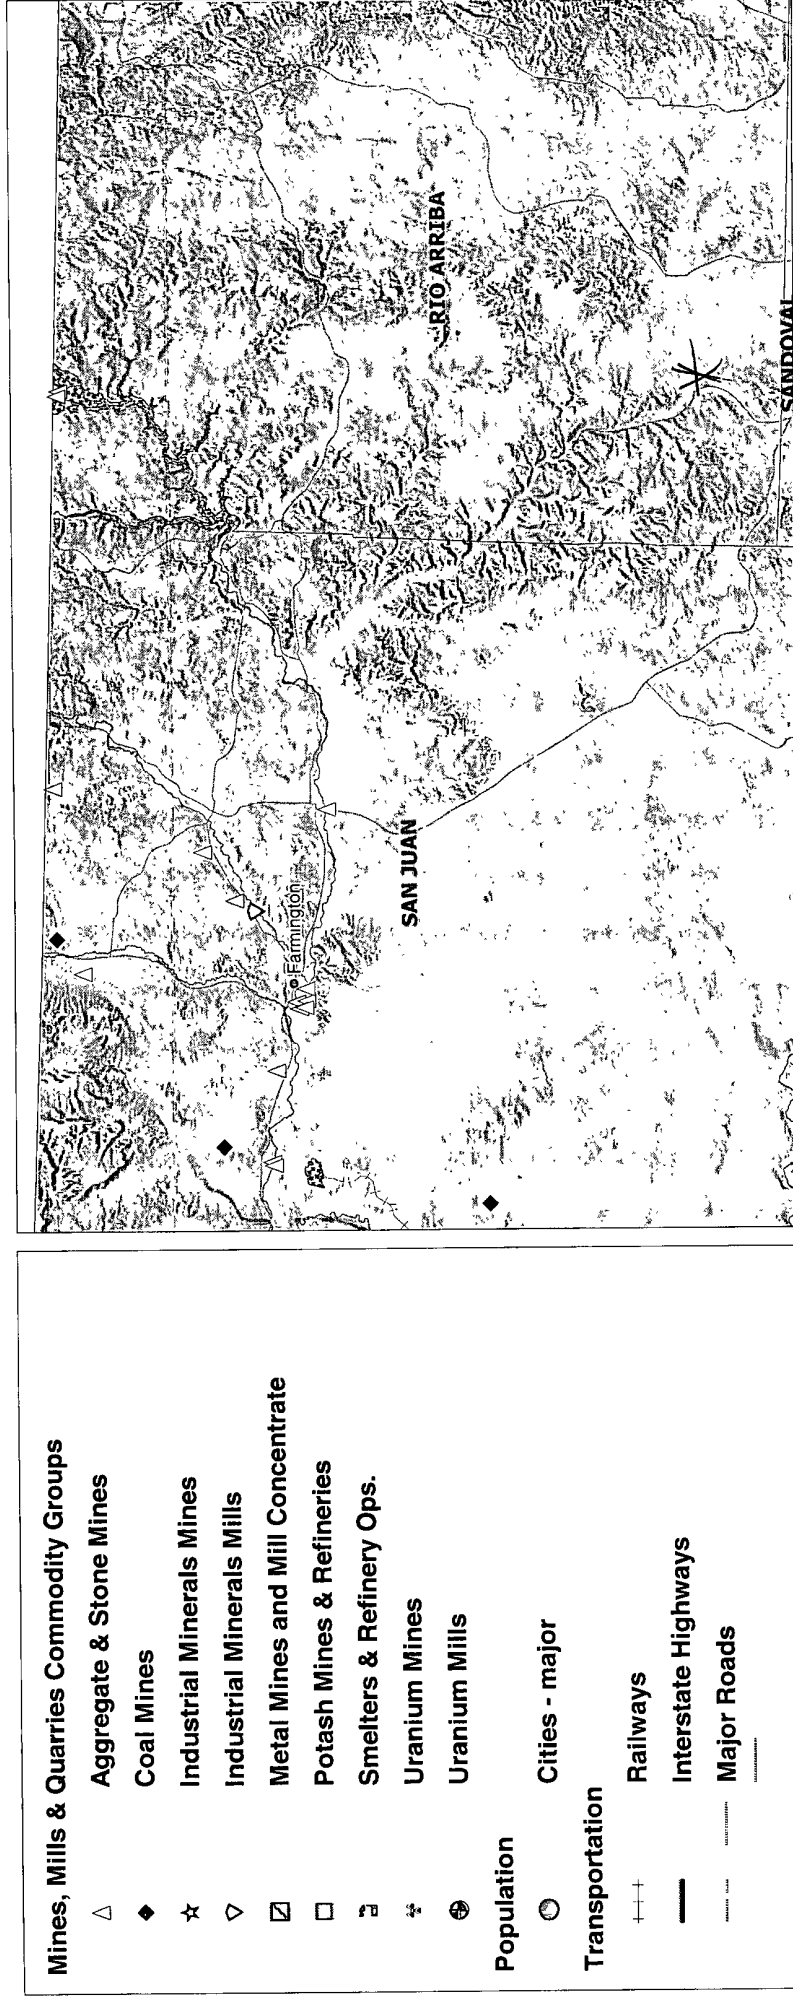 Mines, Mills & Quarries Commodity Groups
Aggregate & Stone Mines
Coal Mines
Industrial Minerals Mines
Industrial Minerals Mills
Metal Mines and Mill Concentrate
Potash Mines & Refineries
Smelters & Refinery Ops.
Uranium Mines
Uranium Mills
Population
Cities - major
Transportation
Railways
Interstate Highways
Major Roads
Farmington
SAN JUAN
RIO ARRIBA
SANDOVAL